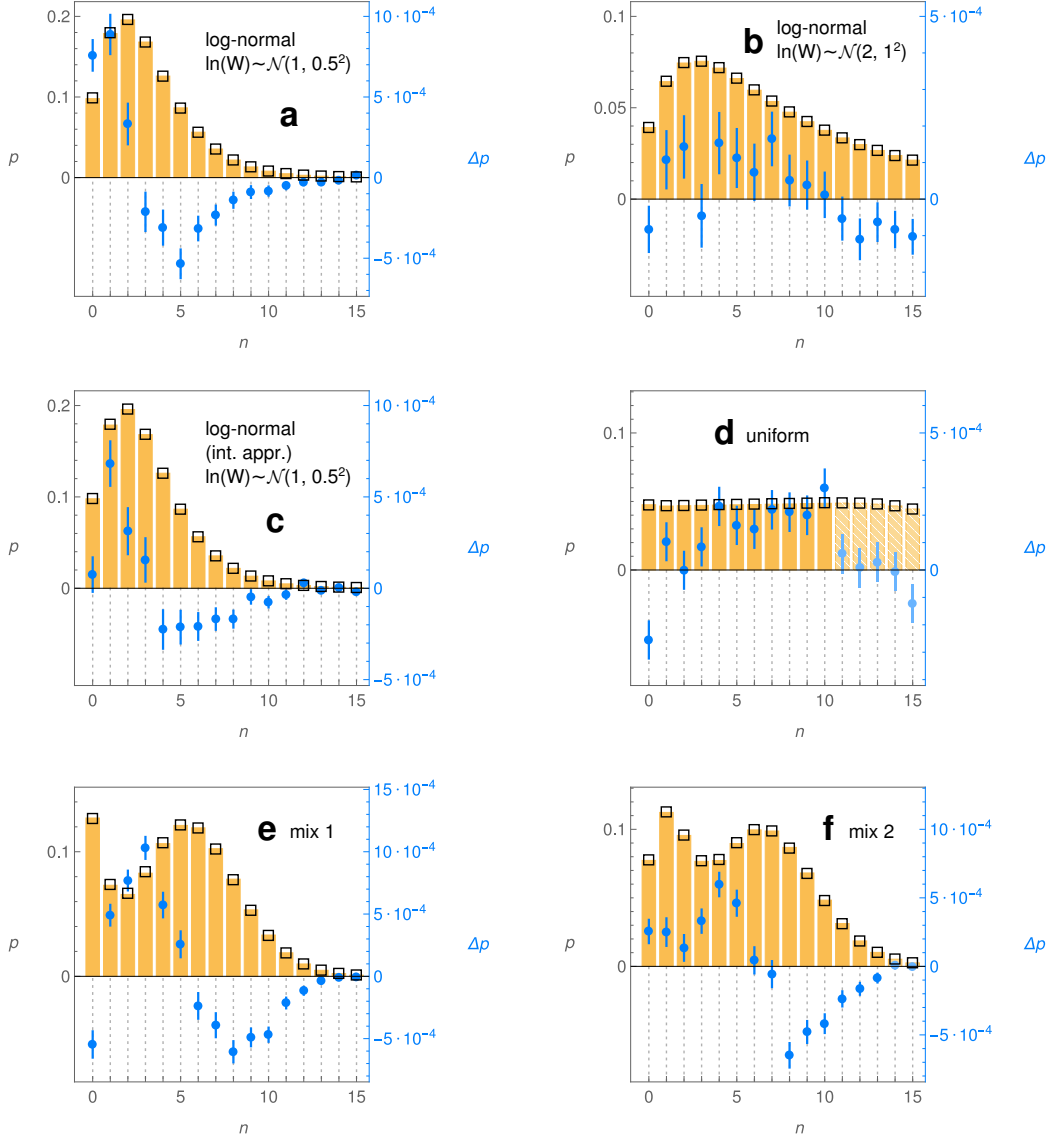 0.2
10·10⁻⁴
log-normal
ln(W)~𝒩(1, 0.5²)
a
0.1
5·10⁻⁴
p
Δp
0
0
−5·10⁻⁴
0 5 10 15
n
0.1
5·10⁻⁴
b
log-normal
ln(W)~𝒩(2, 1²)
0.05
p
Δp
0
0
0 5 10 15
n
0.2
10·10⁻⁴
log-normal
(int. appr.)
ln(W)~𝒩(1, 0.5²)
c
0.1
5·10⁻⁴
p
Δp
0
0
−5·10⁻⁴
0 5 10 15
n
0.1
5·10⁻⁴
d uniform
p
Δp
0
0
0 5 10 15
n
15·10⁻⁴
e mix 1
0.1
10·10⁻⁴
5·10⁻⁴
p
Δp
0
0
−5·10⁻⁴
0 5 10 15
n
f mix 2
0.1
10·10⁻⁴
5·10⁻⁴
p
Δp
0
0
−5·10⁻⁴
0 5 10 15
n